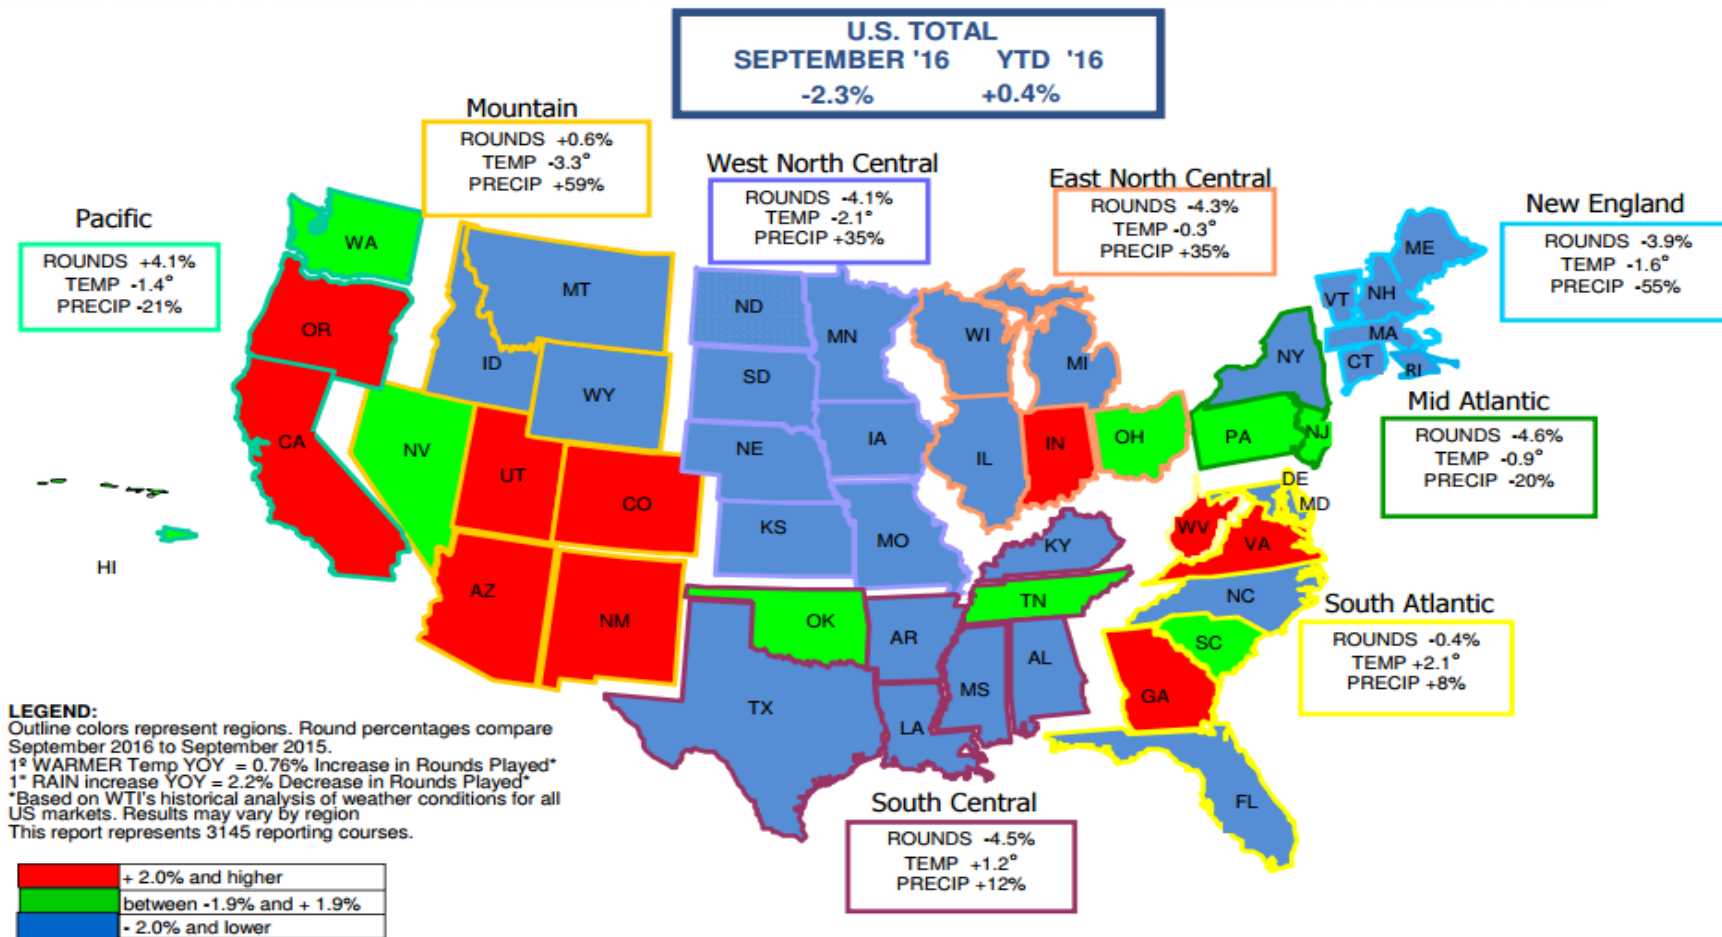 U.S. TOTAL
SEPTEMBER '16 YTD '16
-2.3% +0.4%
Mountain
ROUNDS +0.6%
TEMP -3.3°
PRECIP +59%
West North Central
ROUNDS -4.1%
TEMP -2.1°
PRECIP +35%
East North Central
ROUNDS -4.3%
TEMP -0.3°
PRECIP +35%
New England
ROUNDS -3.9%
TEMP -1.6°
PRECIP -55%
Pacific
ROUNDS +4.1%
TEMP -1.4°
PRECIP -21%
Mid Atlantic
ROUNDS -4.6%
TEMP -0.9°
PRECIP -20%
South Atlantic
ROUNDS -0.4%
TEMP +2.1°
PRECIP +8%
South Central
ROUNDS -4.5%
TEMP +1.2°
PRECIP +12%
WA
OR
CA
HI
MT
ID
WY
NV
UT
CO
AZ
NM
ND
SD
NE
KS
MN
IA
MO
WI
MI
IL
IN
OH
ME
VT
NH
MA
CT
RI
NY
PA
NJ
DE
MD
WV
VA
NC
SC
GA
FL
KY
TN
OK
AR
TX
LA
MS
AL
LEGEND:
Outline colors represent regions. Round percentages compare
September 2016 to September 2015.
1º WARMER Temp YOY = 0.76% Increase in Rounds Played*
1" RAIN increase YOY = 2.2% Decrease in Rounds Played*
*Based on WTI's historical analysis of weather conditions for all
US markets. Results may vary by region
This report represents 3145 reporting courses.
+ 2.0% and higher
between -1.9% and + 1.9%
- 2.0% and lower